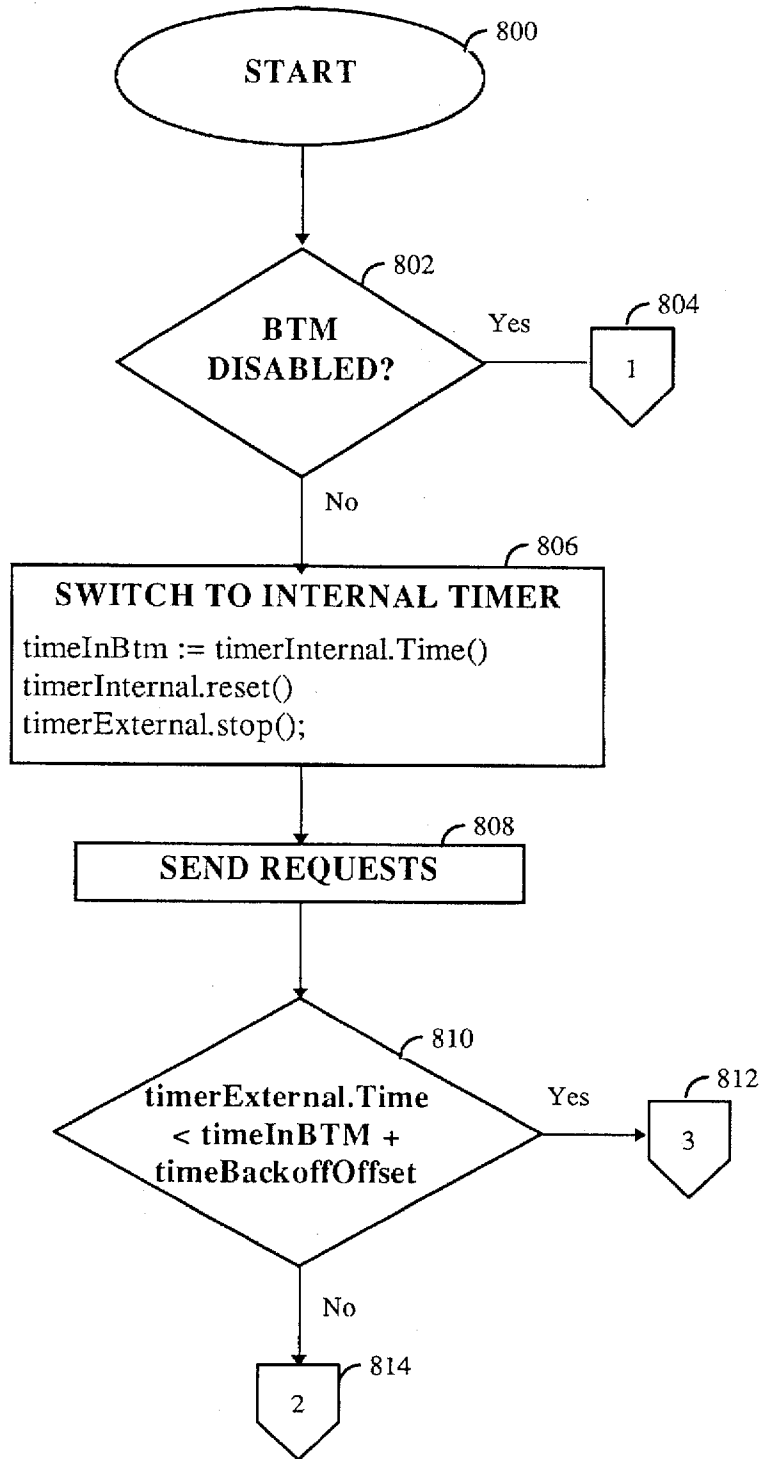 800
START
802
BTM
DISABLED?
Yes
804
1
No
806
SWITCH TO INTERNAL TIMER
timeInBtm := timerInternal.Time()
timerInternal.reset()
timerExternal.stop();
808
SEND REQUESTS
810
timerExternal.Time
< timeInBTM +
timeBackoffOffset
Yes
812
3
No
814
2